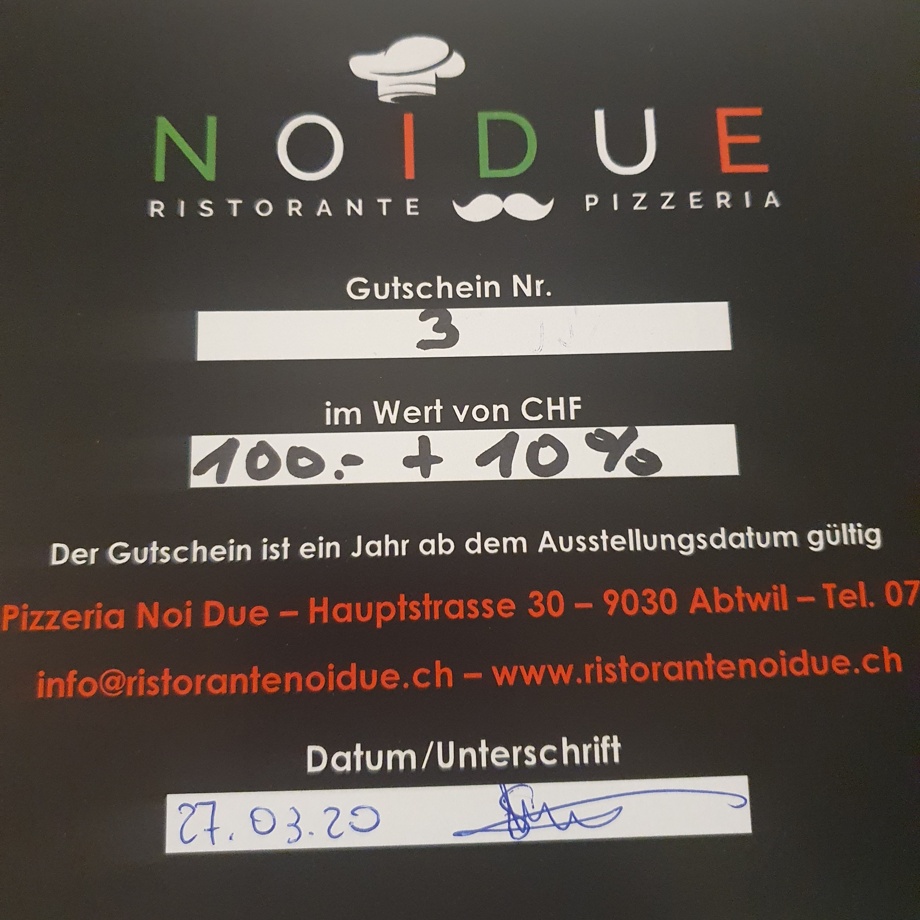 NOIDUE
RISTORANTE PIZZERIA
Gutschein Nr.
3
im Wert von CHF
100.- + 10%
Der Gutschein ist ein Jahr ab dem Ausstellungsdatum gültig
Pizzeria Noi Due – Hauptstrasse 30 – 9030 Abtwil – Tel. 07
info@ristorantenoidue.ch – www.ristorantenoidue.ch
Datum/Unterschrift
27.03.20